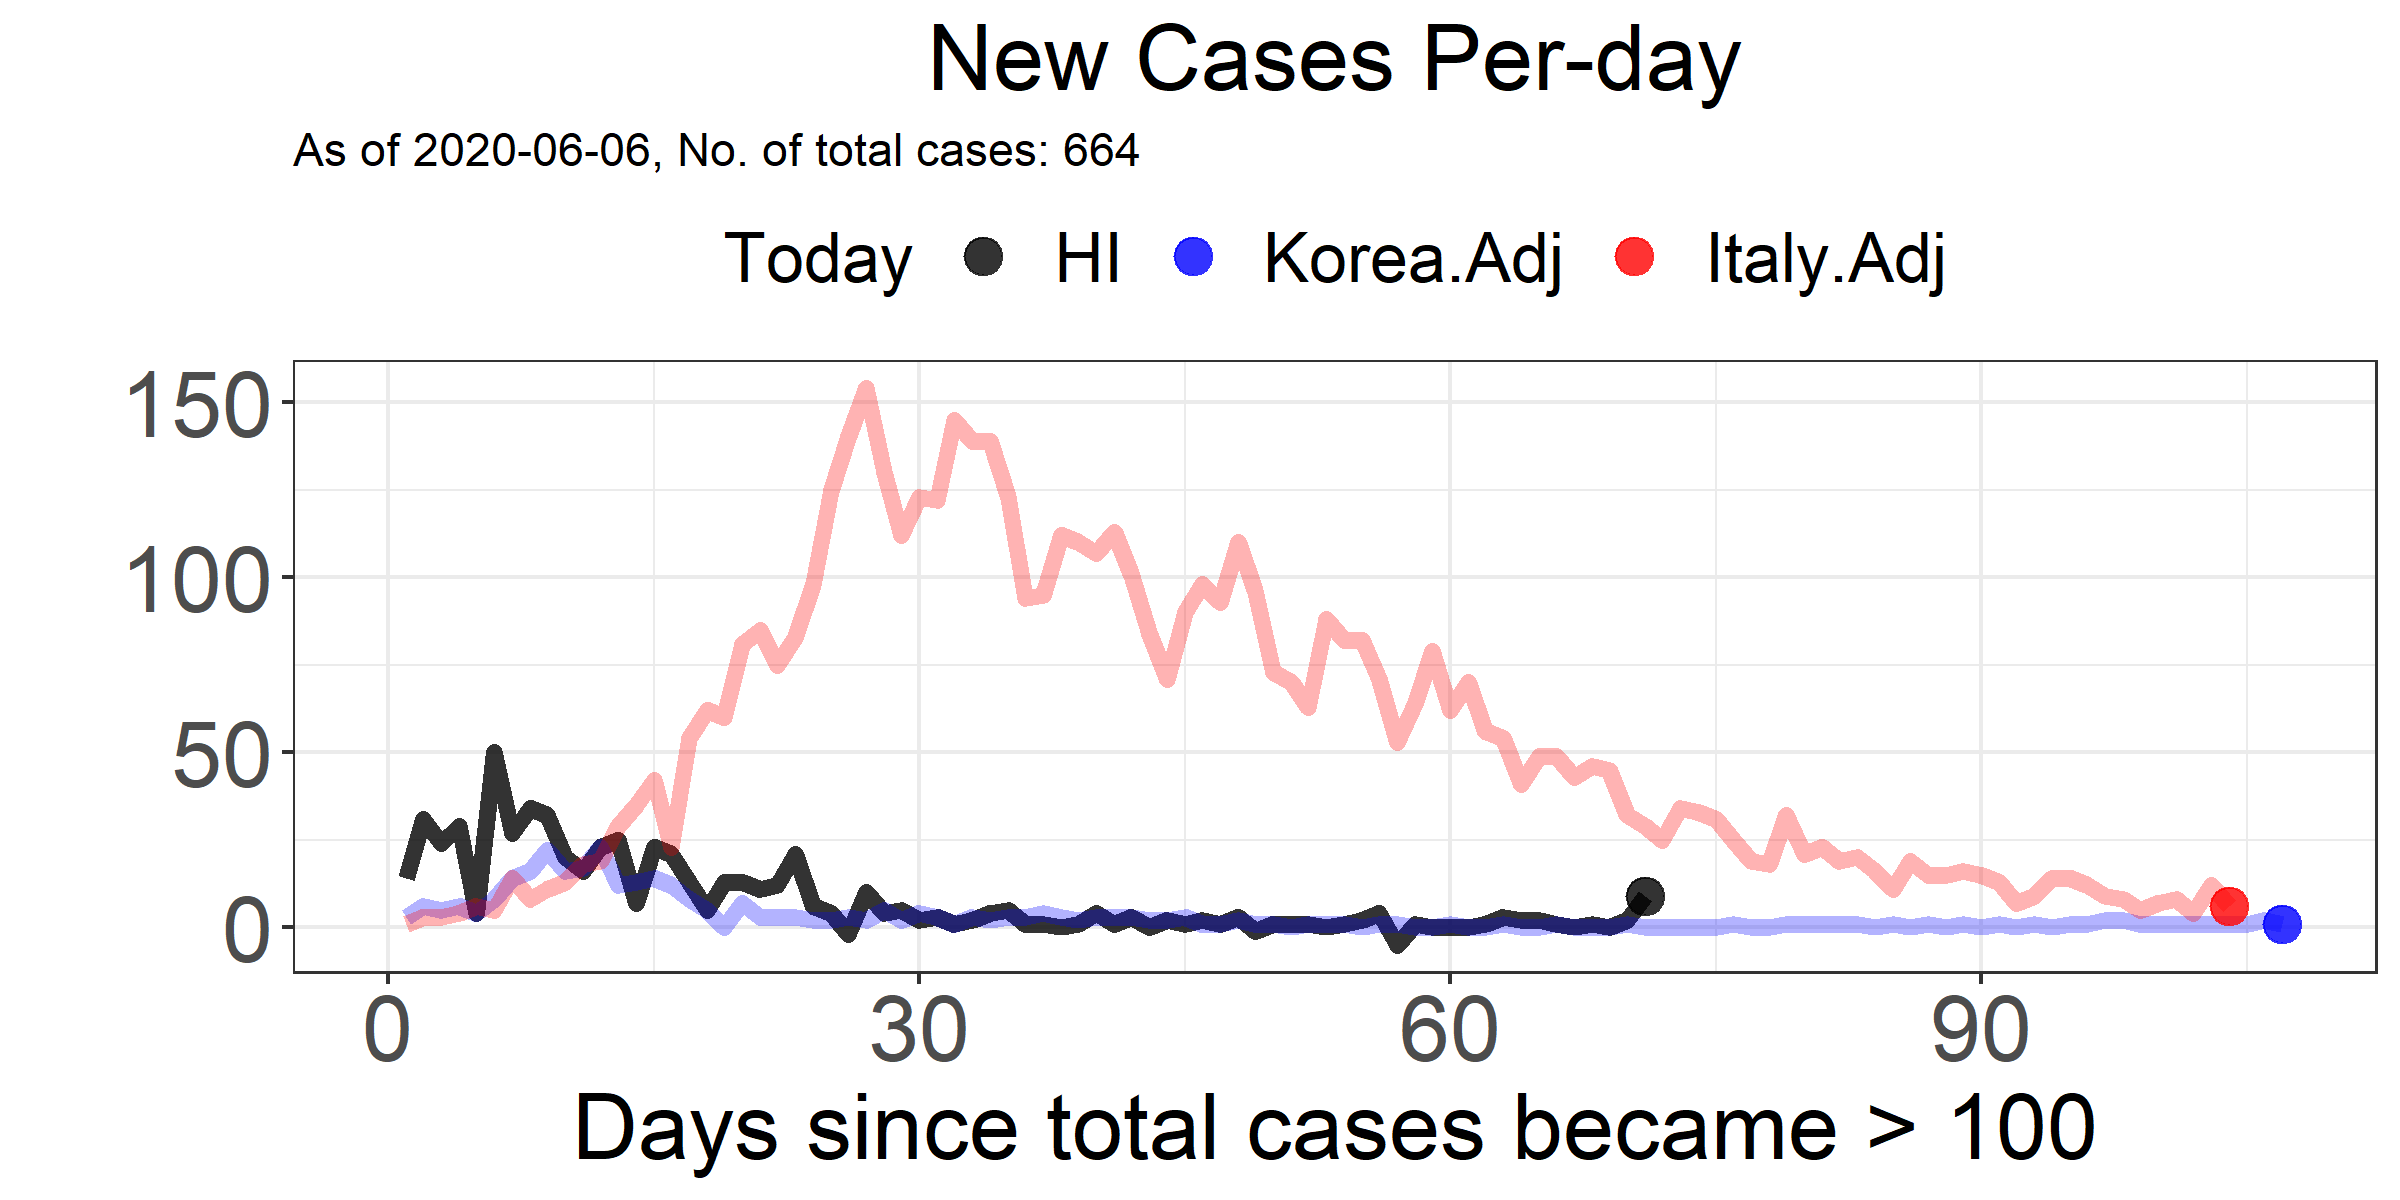 New Cases Per-day
As of 2020-06-06, No. of total cases: 664
Today HI Korea.Adj Italy.Adj
150
100
50
0
0 30 60 90
Days since total cases became > 100